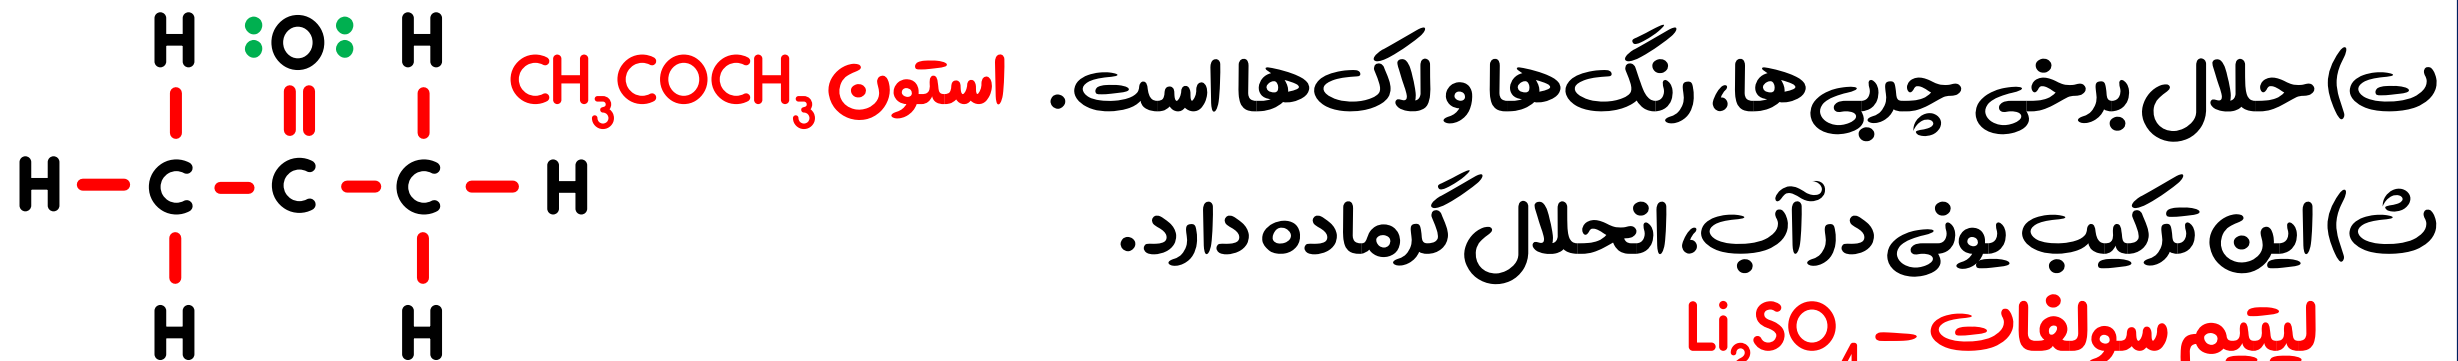 ت) حلال برخی چربی‌ها، رنگ‌ها و لاک‌ها است. استون CH₃COCH₃
ث) این ترکیب یونی در آب، انحلال گرماده دارد.
لیتیم سولفات - Li₂SO₄
H :O: H
H C C C H
H H